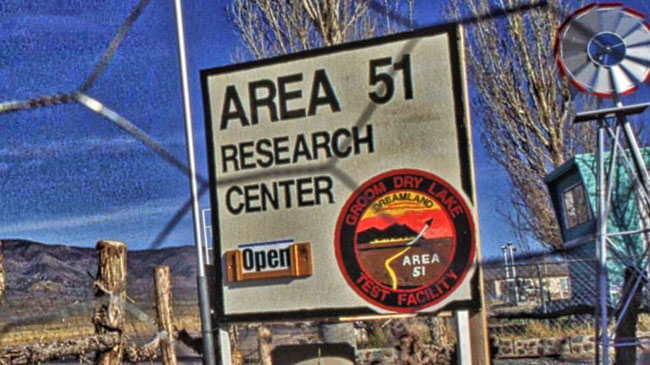 AREA 51
RESEARCH
CENTER
Open
GROOM DRY LAKE
DREAMLAND
AREA
51
TEST FACILITY